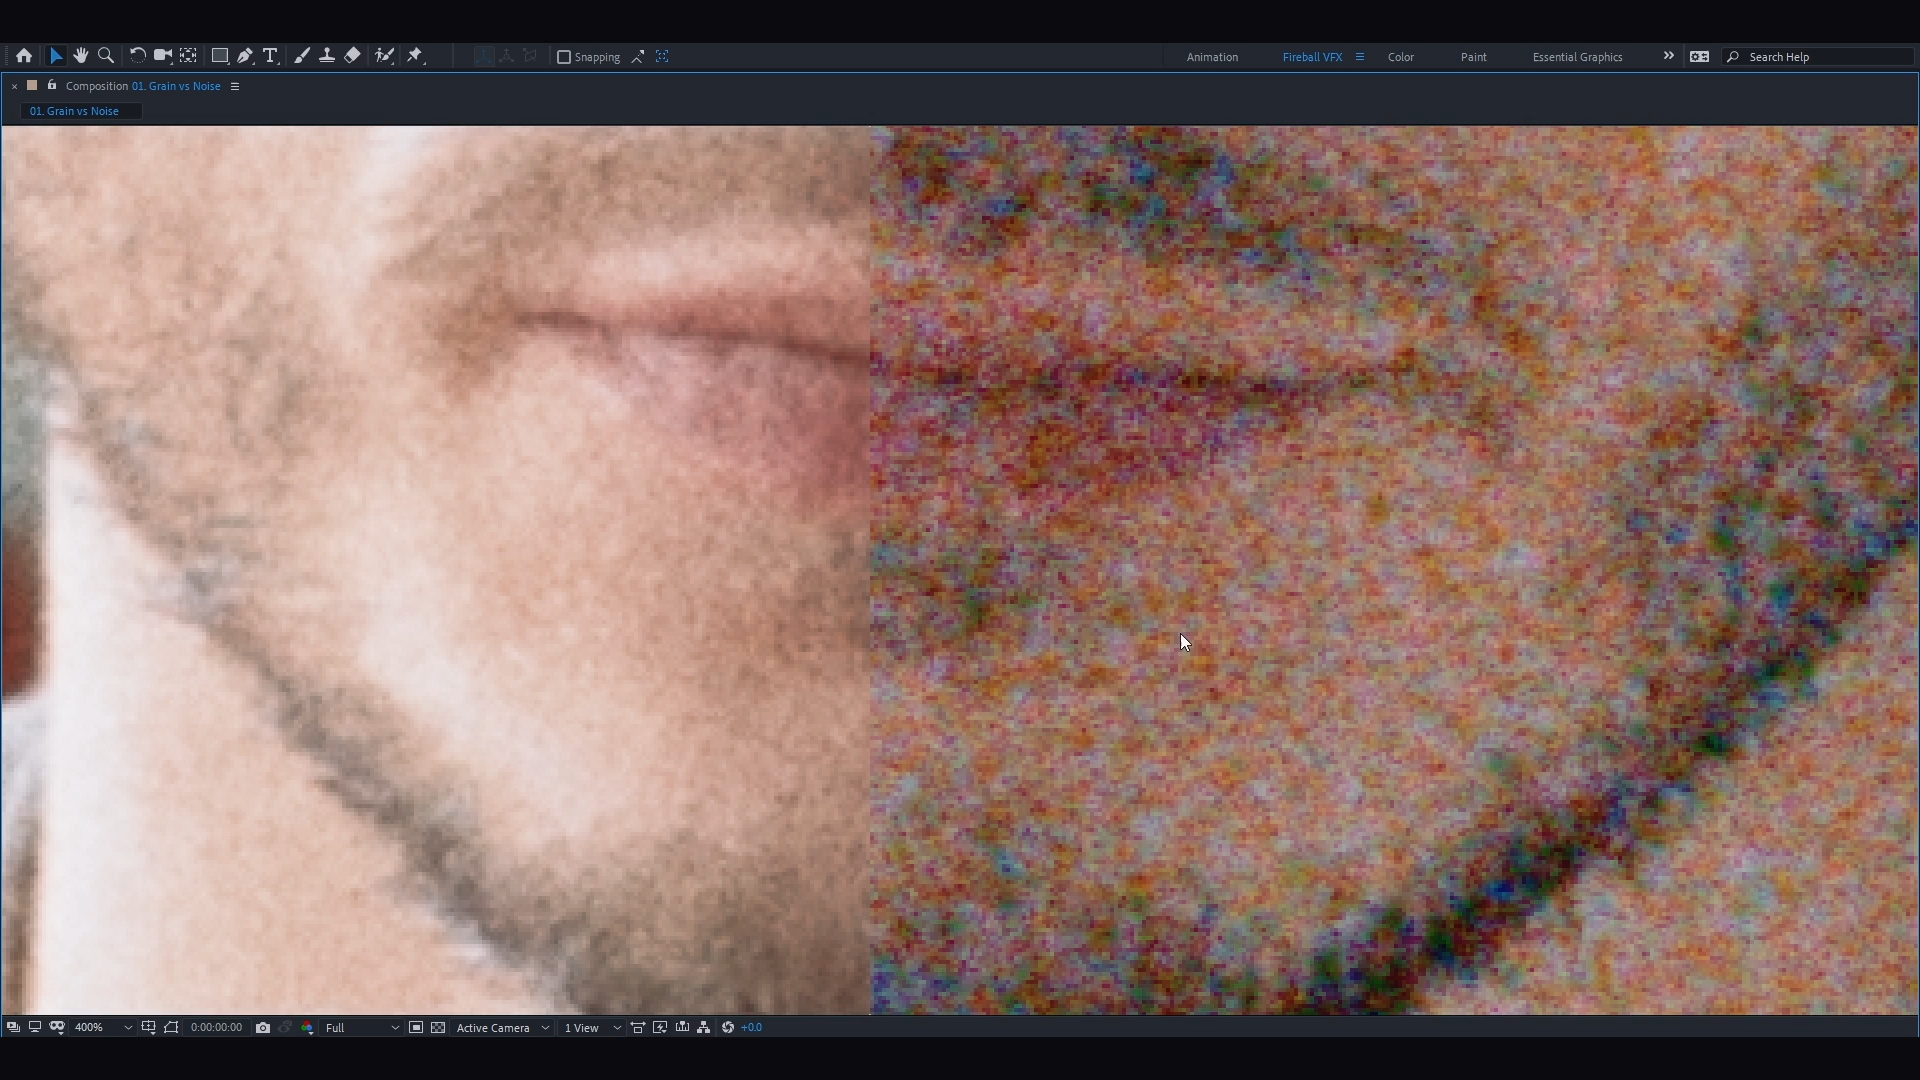 Snapping
Animation
Fireball VFX
Color
Paint
Essential Graphics
Search Help
Composition 01. Grain vs Noise
01. Grain vs Noise
400%
0:00:00:00
Full
Active Camera
1 View
+0.0